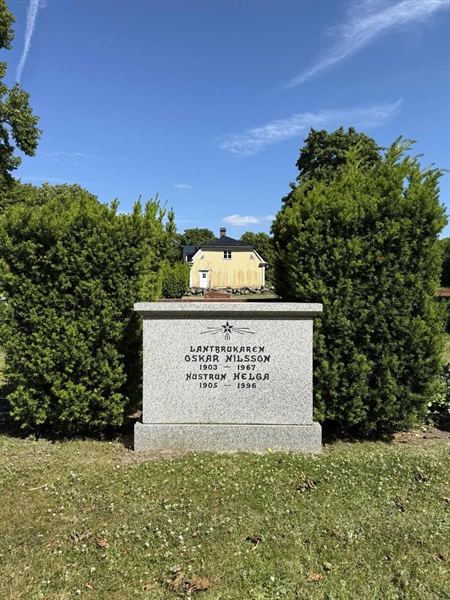 LANTBRUKAREN
OSKAR NILSSON
1903 — 1967
HUSTRUN HELGA
1905 — 1996